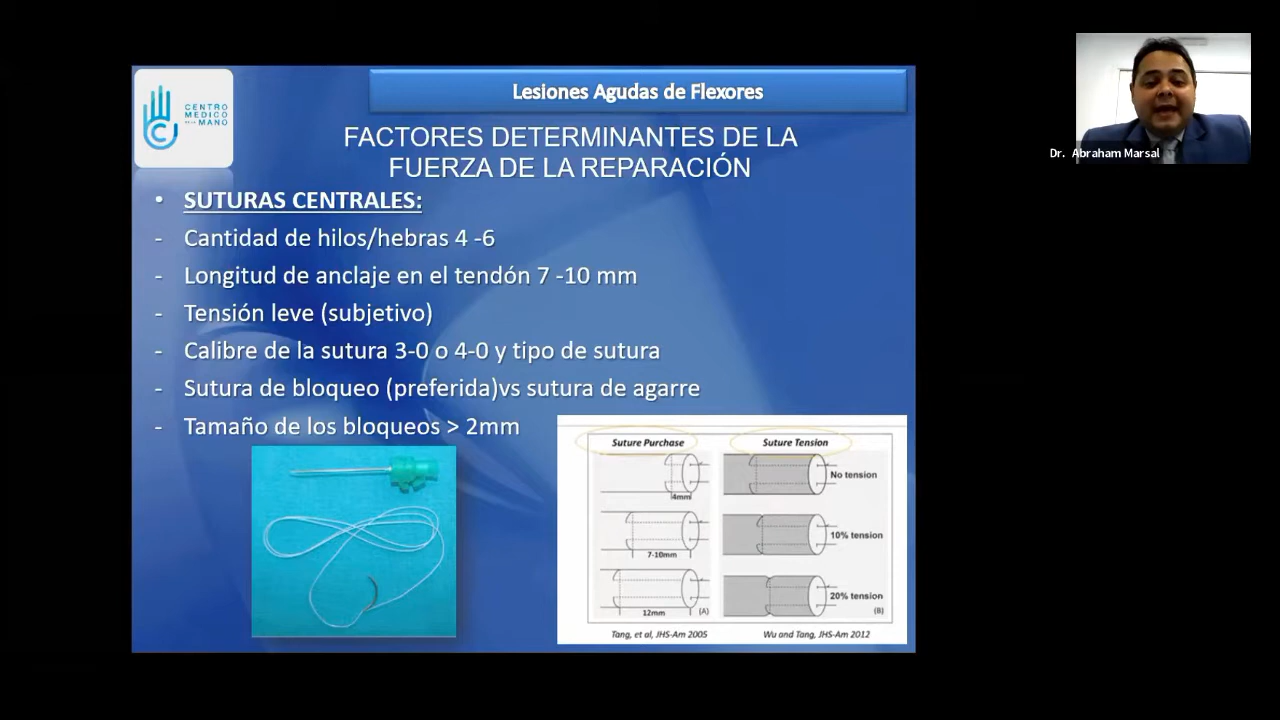 Lesiones Agudas de Flexores
CENTRO
MEDICO
DE LA MANO
FACTORES DETERMINANTES DE LA
FUERZA DE LA REPARACIÓN
• SUTURAS CENTRALES:
- Cantidad de hilos/hebras 4 -6
- Longitud de anclaje en el tendón 7 -10 mm
- Tensión leve (subjetivo)
- Calibre de la sutura 3-0 o 4-0 y tipo de sutura
- Sutura de bloqueo (preferida)vs sutura de agarre
- Tamaño de los bloqueos > 2mm
Suture Purchase
4mm
7-10mm
12mm
(A)
Tang, et al, JHS-Am 2005
Suture Tension
No tension
10% tension
20% tension
(B)
Wu and Tang, JHS-Am 2012
Dr. Abraham Marsal